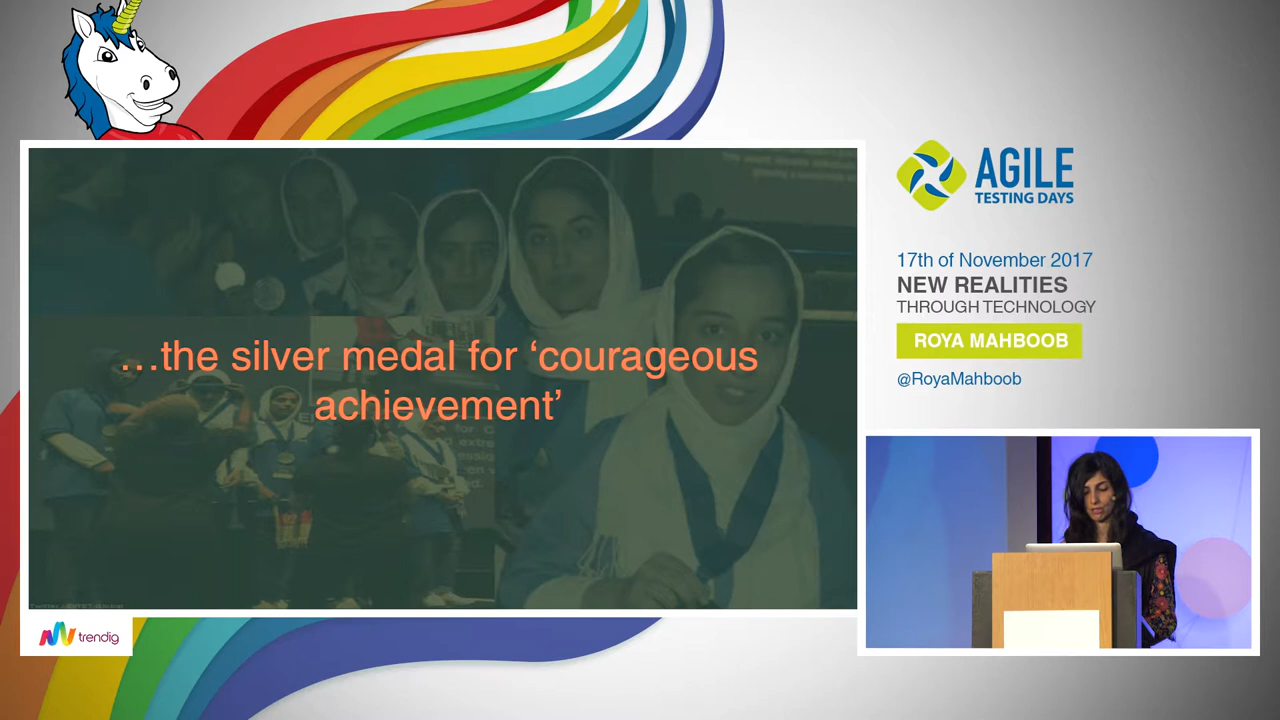 AGILE
TESTING DAYS
17th of November 2017
NEW REALITIES
THROUGH TECHNOLOGY
ROYA MAHBOOB
@RoyaMahboob
…the silver medal for ‘courageous
achievement’
trendig